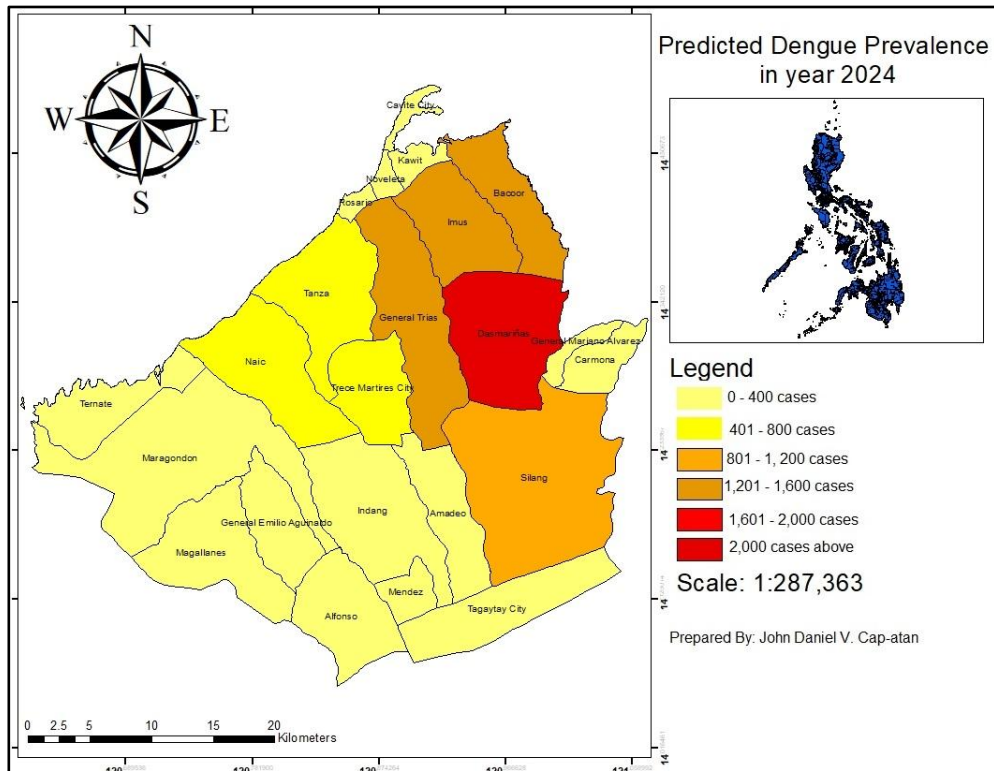 N
W
E
S
Cavite City
Kawit
Noveleta
Rosario
Bacoor
Imus
Tanza
General Trias
Dasmariñas
General Mariano Alvarez
Carmona
Naic
Trece Martires City
Ternate
Maragondon
Silang
Indang
Amadeo
General Emilio Aguinaldo
Magallanes
Mendez
Alfonso
Tagaytay City
0 2.5 5 10 15 20
Kilometers
Predicted Dengue Prevalence
in year 2024
Legend
0 - 400 cases
401 - 800 cases
801 - 1, 200 cases
1,201 - 1,600 cases
1,601 - 2,000 cases
2,000 cases above
Scale: 1:287,363
Prepared By: John Daniel V. Cap-atan